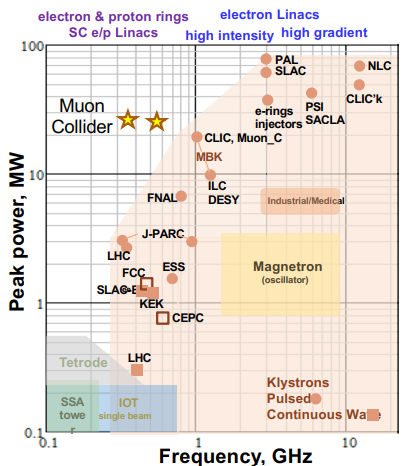 electron & proton rings
SC e/p Linacs
electron Linacs
high intensity high gradient
100
PAL
SLAC
NLC
CLIC'k
e-rings
injectors
PSI
SACLA
Muon
Collider
CLIC, Muon_C
MBK
10
ILC
DESY
FNAL
Industrial/Medical
J-PARC
LHC
ESS
FCC
SLAC-B
KEK
CEPC
Magnetron
(oscillator)
1
Tetrode
LHC
SSA
towe
r
IOT
single beam
Klystrons
Pulsed
Continuous Wave
0.1
0.1
1
10
Peak power, MW
Frequency, GHz